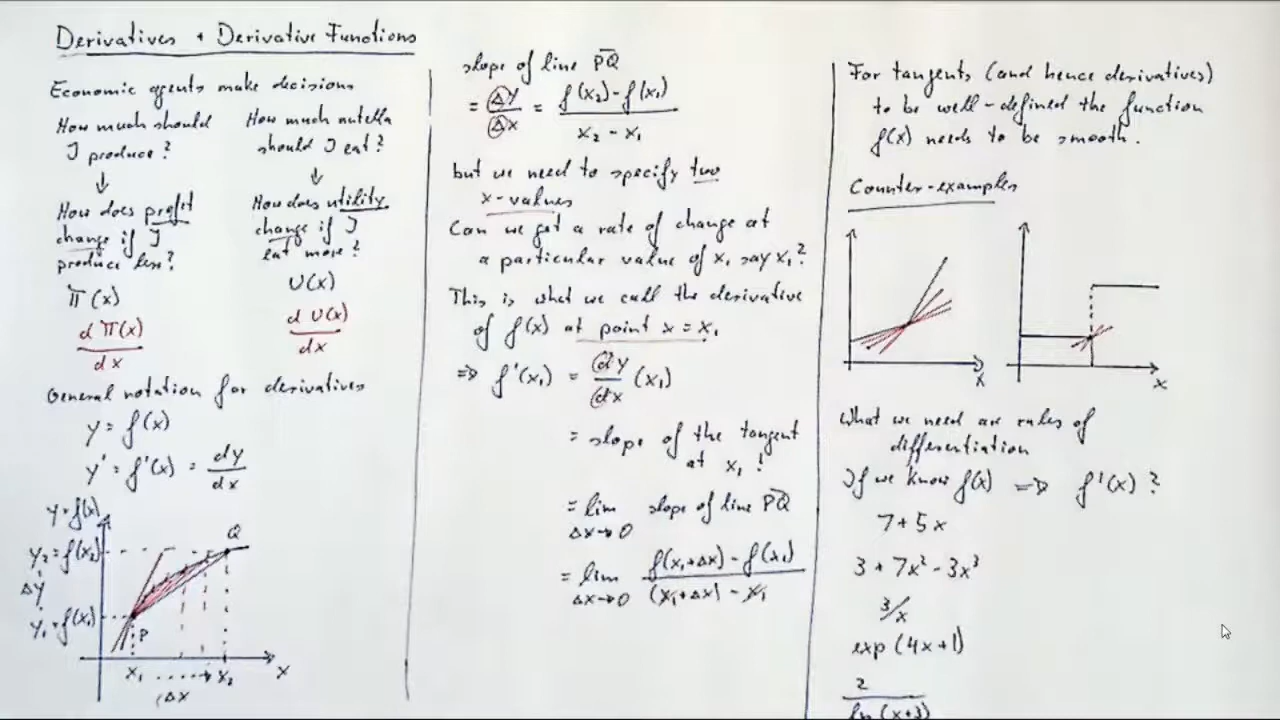 Derivatives + Derivative Functions
Economic agents make decisions
How much should
I produce?
↓
How does profit
change if I
produce less?
π(x)
d π(x)
dx
How much nutella
should I eat?
↓
How does utility
change if I
eat more?
U(x)
d U(x)
dx
General notation for derivatives
y = f(x)
y' = f'(x) = dy/dx
y=f(x)
y₂=f(x₂)
Δy
y₁=f(x₁)
Q
P
x₁ x₂ x
Δx
slope of line PQ
= Δy/Δx = (f(x₂)-f(x₁))/(x₂-x₁)
but we need to specify two
x-values
Can we get a rate of change at
a particular value of x, say x₁?
This is what we call the derivative
of f(x) at point x = x₁
⇒ f'(x₁) = dy/dx (x₁)
= slope of the tangent
at x₁ !
= lim slope of line PQ
Δx→0
= lim (f(x₁+Δx) - f(x₁))/((x₁+Δx) - x₁)
Δx→0
For tangents (and hence derivatives)
to be well-defined the function
f(x) needs to be smooth.
Counter-examples
x
x
What we need are rules of
differentiation
If we know f(x) ⇒ f'(x) ?
7+5x
3 + 7x² - 3x³
3/x
exp (4x+1)
2
ln (x+3)